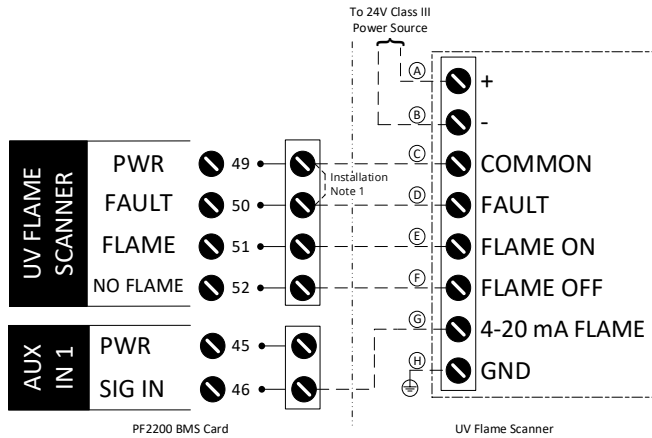 To 24V Class III
Power Source
A
+
B
-
UV FLAME
SCANNER
PWR
49
C
COMMON
Installation
Note 1
FAULT
50
D
FAULT
FLAME
51
E
FLAME ON
NO FLAME
52
F
FLAME OFF
G
4-20 mA FLAME
AUX
IN 1
PWR
45
H
GND
SIG IN
46
PF2200 BMS Card
UV Flame Scanner